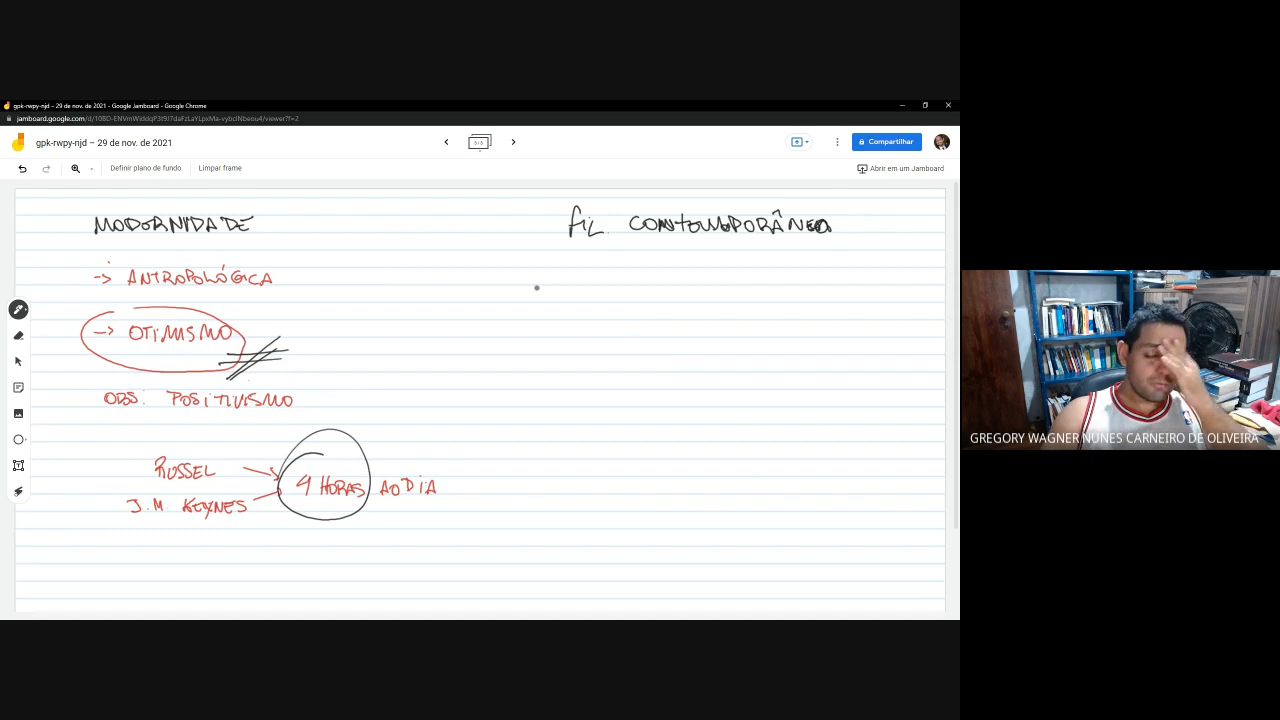 gpk-rwpy-njd – 29 de nov. de 2021 - Google Jamboard - Google Chrome
gpk-rwpy-njd – 29 de nov. de 2021
Compartilhar
Definir plano de fundo
Limpar frame
Abrir em um Jamboard
MODERNIDADE
FIL. CONTEMPORÂNEA
-> ANTROPOLÓGICA
-> OTIMISMO
OBS: POSITIVISMO
RUSSEL
4 HORAS AO DIA
J.M. KEYNES
GREGORY WAGNER NUNES CARNEIRO DE OLIVEIRA